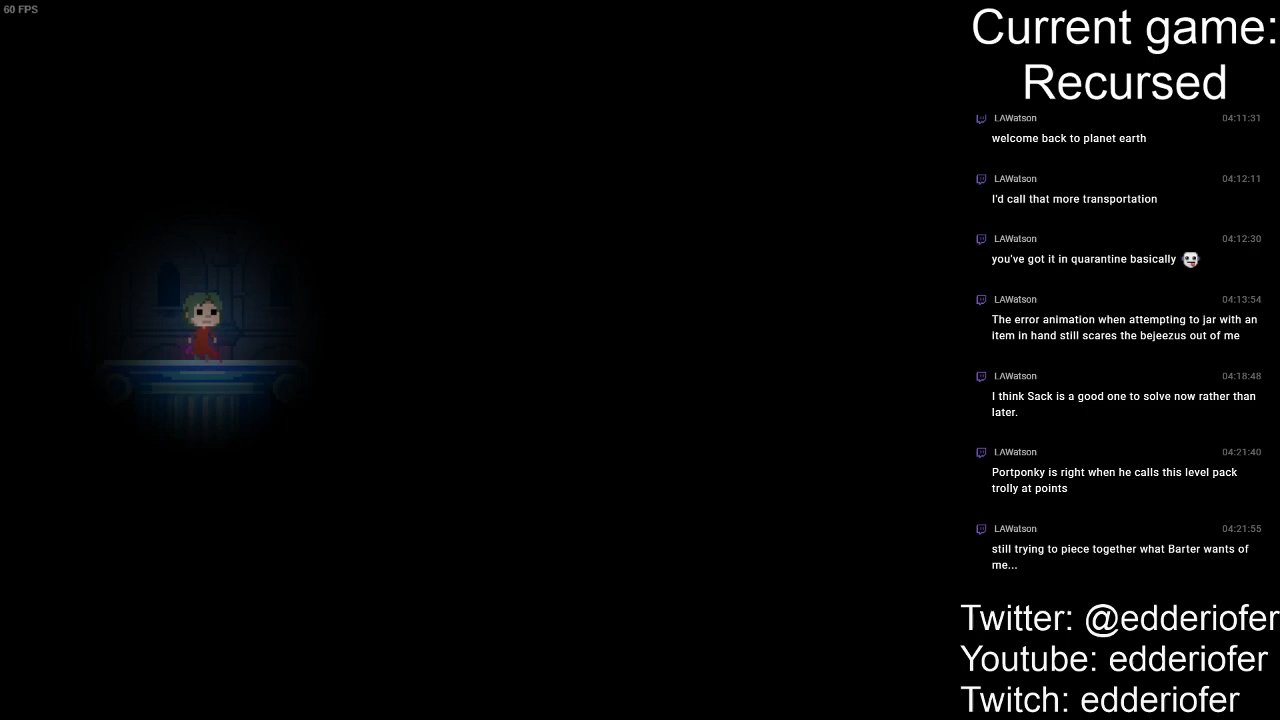 60 FPS
Current game:
Recursed
LAWatson 04:11:31
welcome back to planet earth
LAWatson 04:12:11
I'd call that more transportation
LAWatson 04:12:30
you've got it in quarantine basically
LAWatson 04:13:54
The error animation when attempting to jar with an
item in hand still scares the bejeezus out of me
LAWatson 04:18:48
I think Sack is a good one to solve now rather than
later.
LAWatson 04:21:40
Portponky is right when he calls this level pack
trolly at points
LAWatson 04:21:55
still trying to piece together what Barter wants of
me...
Twitter: @edderiofer
Youtube: edderiofer
Twitch: edderiofer